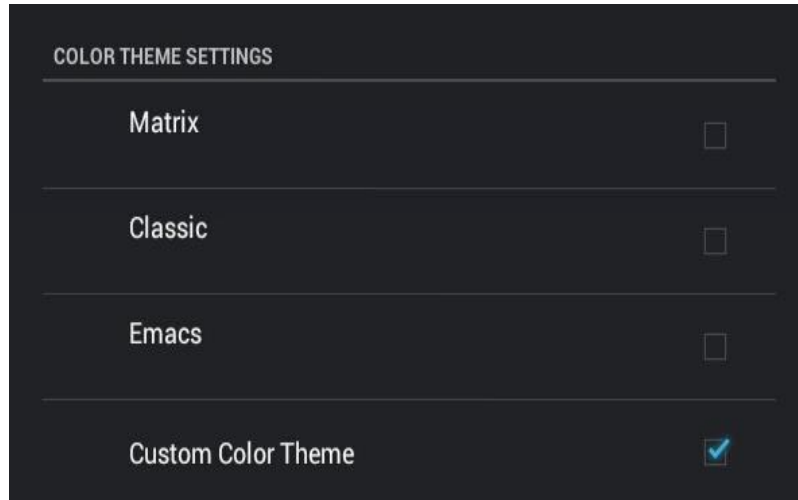 COLOR THEME SETTINGS
Matrix
Classic
Emacs
Custom Color Theme